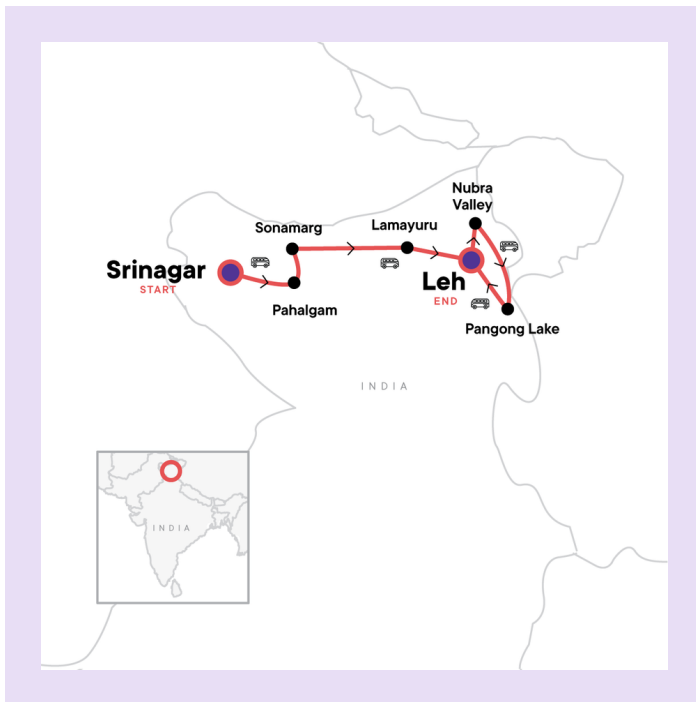 Nubra
Valley
Sonamarg
Lamayuru
Srinagar
START
Leh
END
Pahalgam
Pangong Lake
INDIA
INDIA